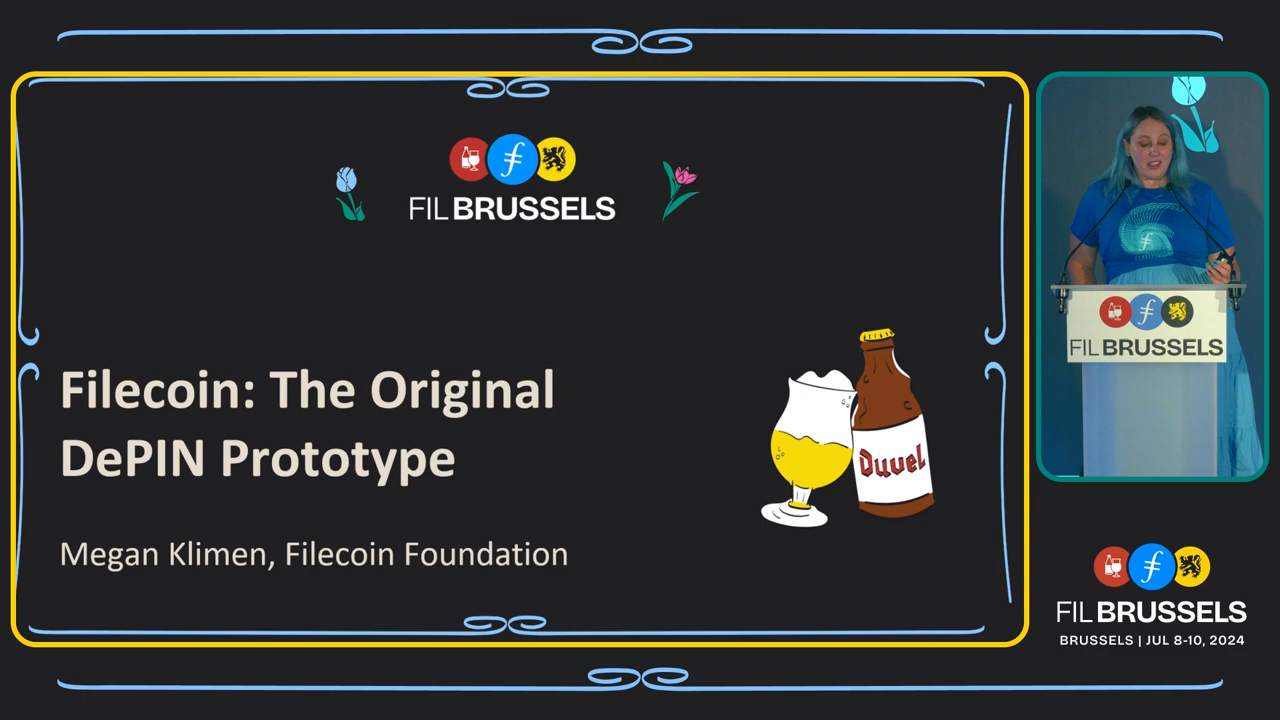 FIL BRUSSELS
Filecoin: The Original
DePIN Prototype
Megan Klimen, Filecoin Foundation
Duvel
FIL BRUSSELS
FIL BRUSSELS
BRUSSELS | JUL 8-10, 2024